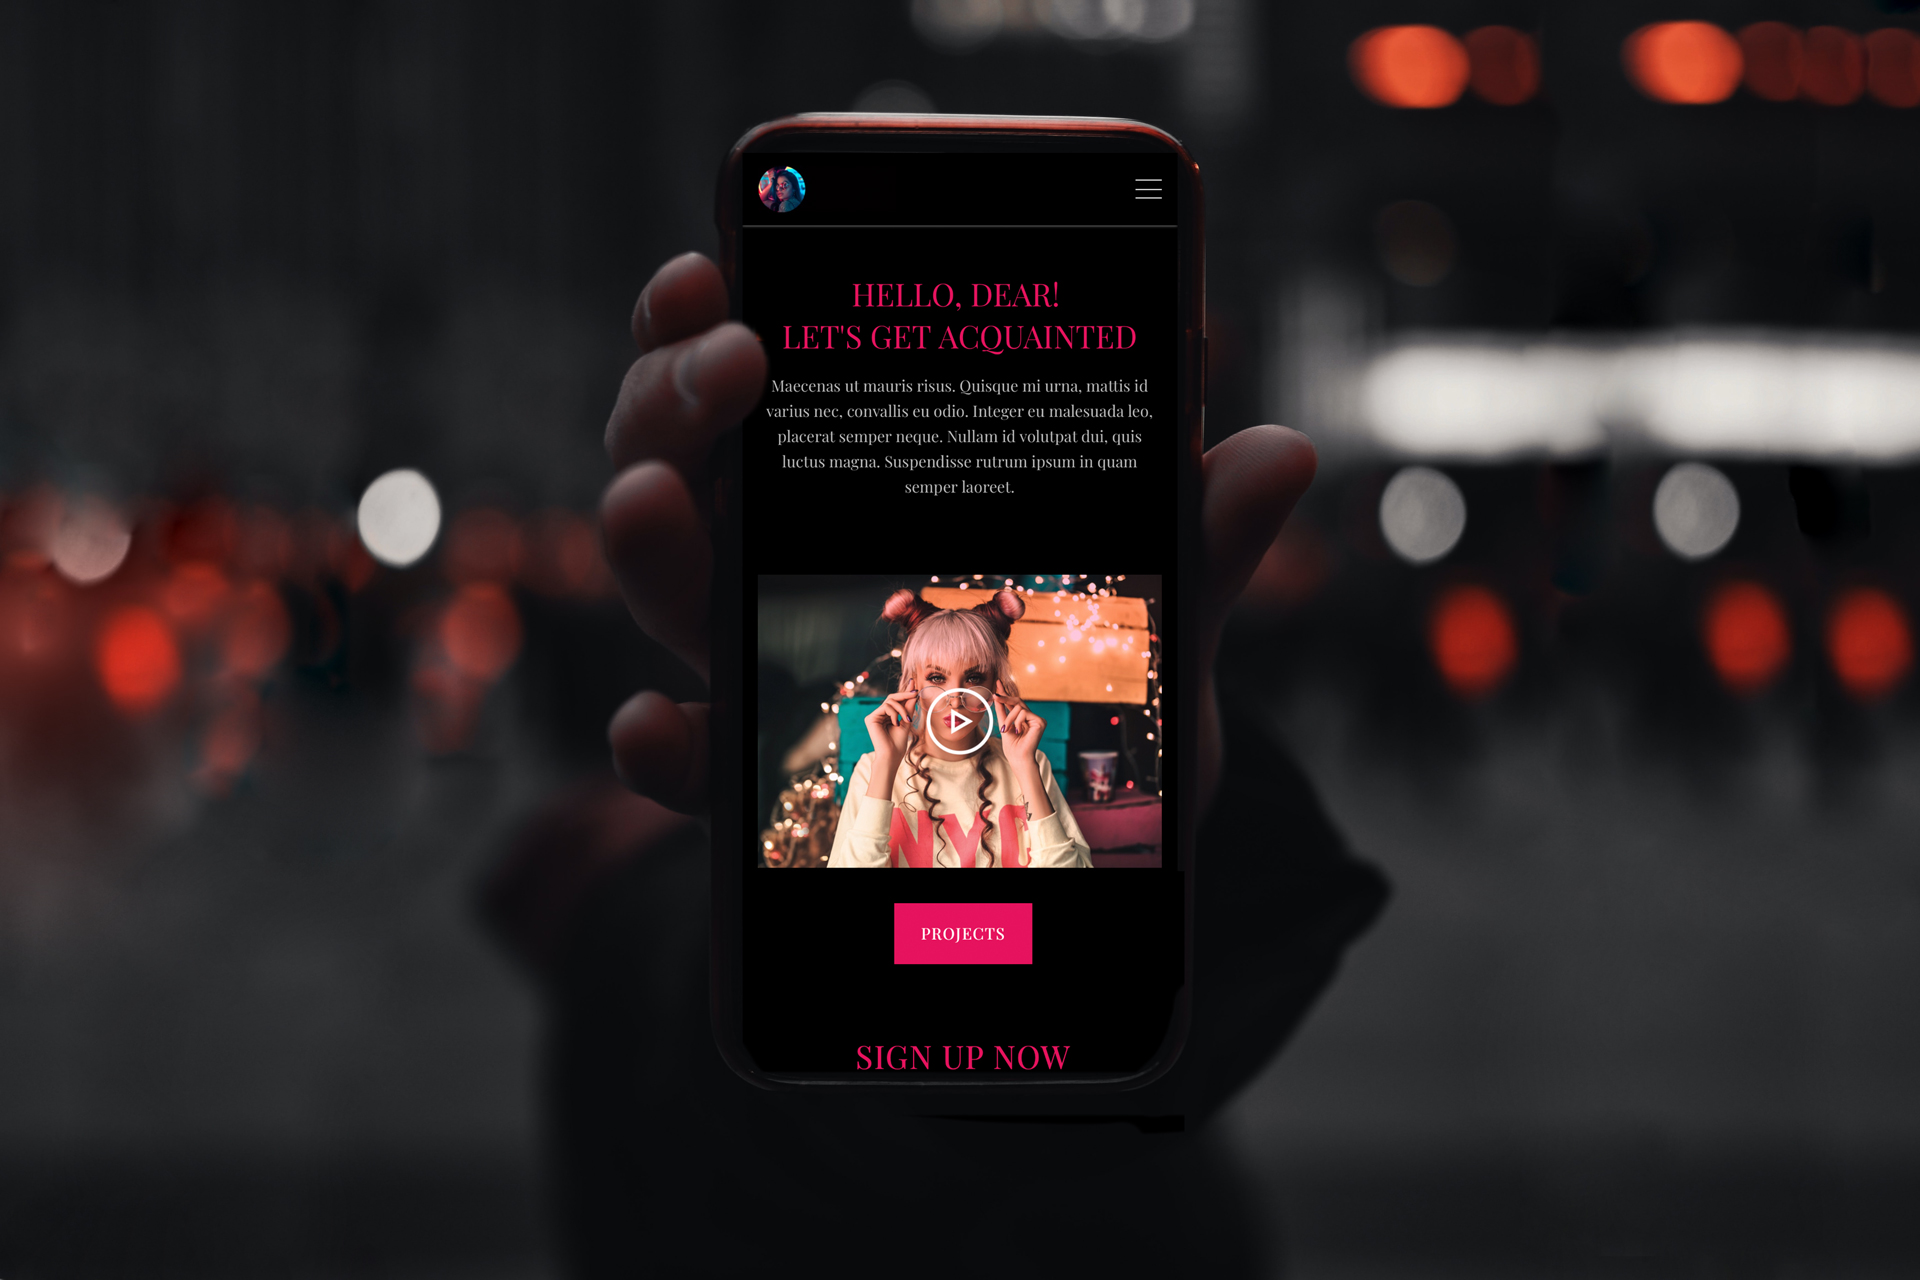 HELLO, DEAR!
LET'S GET ACQUAINTED
Maecenas ut mauris risus. Quisque mi urna, mattis id
varius nec, convallis eu odio. Integer eu malesuada leo,
placerat semper neque. Nullam id volutpat dui, quis
luctus magna. Suspendisse rutrum ipsum in quam
semper laoreet.
NYC
PROJECTS
SIGN UP NOW